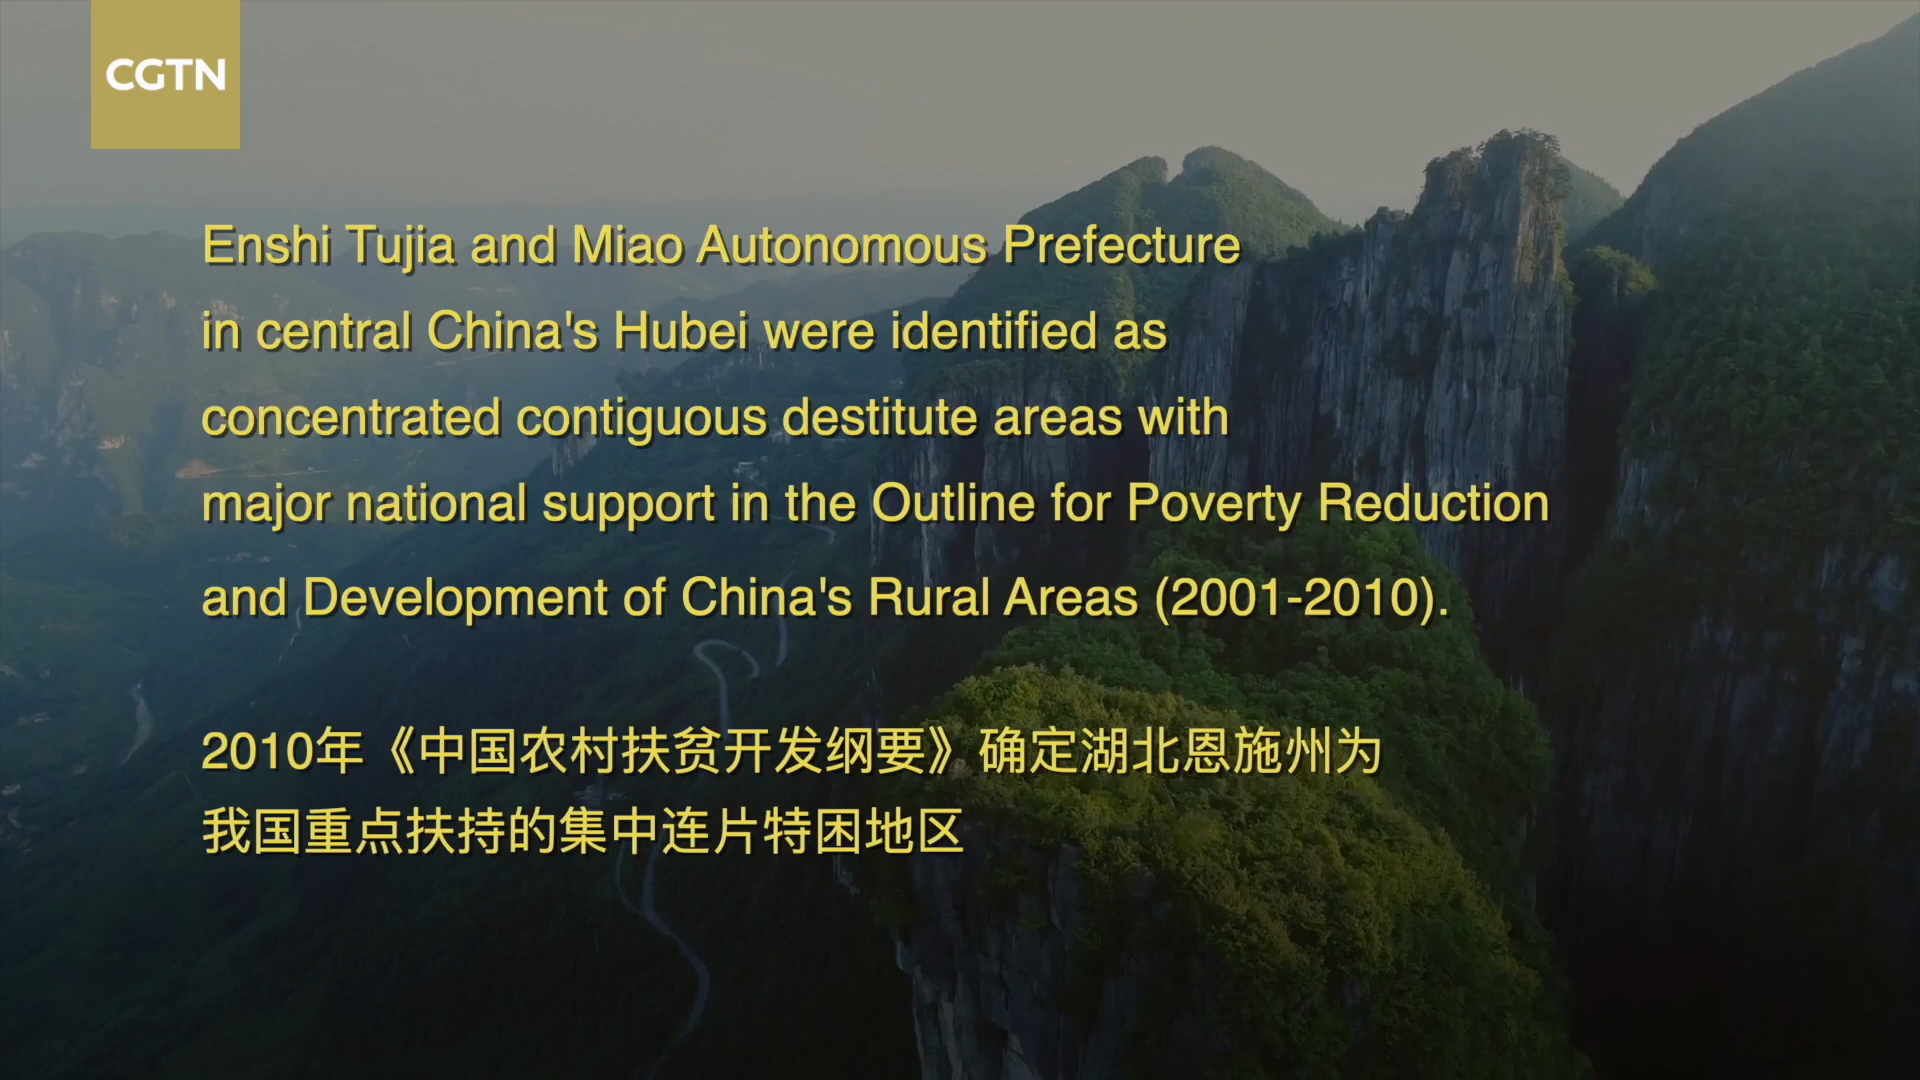 CGTN
Enshi Tujia and Miao Autonomous Prefecture
in central China's Hubei were identified as
concentrated contiguous destitute areas with
major national support in the Outline for Poverty Reduction
and Development of China's Rural Areas (2001-2010).
2010年《中国农村扶贫开发纲要》确定湖北恩施州为
我国重点扶持的集中连片特困地区